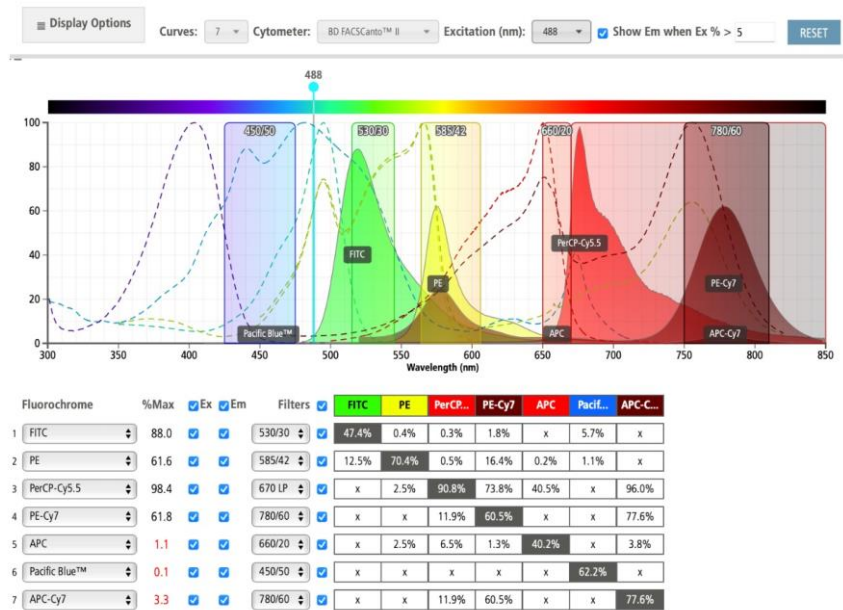 Display Options Curves: 7 Cytometer: BD FACSCanto™ II Excitation (nm): 488 Show Em when Ex % > 5 RESET
488
450/50 530/30 585/42 660/20 780/60
100
80
60
40
20
0
FITC
PerCP-Cy5.5
PE
PE-Cy7
Pacific Blue™
APC
APC-Cy7
300 350 400 450 500 550 600 650 700 750 800 850
Wavelength (nm)
Fluorochrome %Max Ex Em Filters FITC PE PerCP... PE-Cy7 APC Pacif... APC-C...
1 FITC 88.0 530/30 47.4% 0.4% 0.3% 1.8% x 5.7% x
2 PE 61.6 585/42 12.5% 70.4% 0.5% 16.4% 0.2% 1.1% x
3 PerCP-Cy5.5 98.4 670 LP x 2.5% 90.8% 73.8% 40.5% x 96.0%
4 PE-Cy7 61.8 780/60 x x 11.9% 60.5% x x 77.6%
5 APC 1.1 660/20 x 2.5% 6.5% 1.3% 40.2% x 3.8%
6 Pacific Blue™ 0.1 450/50 x x x x x 62.2% x
7 APC-Cy7 3.3 780/60 x x 11.9% 60.5% x x 77.6%